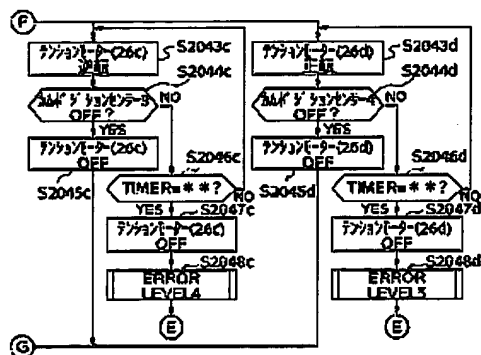 F
テンションモーター(26c)
S2043c
カムポジションセンサー3
OFF?
S2044c
NO
YES
テンションモーター(26c)
OFF
S2045c
S2046c
TIMER=**?
NO
YES
S2047c
テンションモーター(26c)
OFF
S2048c
ERROR
LEVEL4
E
テンションモーター(26d)
S2043d
カムポジションセンサー4
OFF?
S2044d
NO
YES
テンションモーター(26d)
OFF
S2045d
S2046d
TIMER=**?
NO
YES
S2047d
テンションモーター(26d)
OFF
S2048d
ERROR
E
G